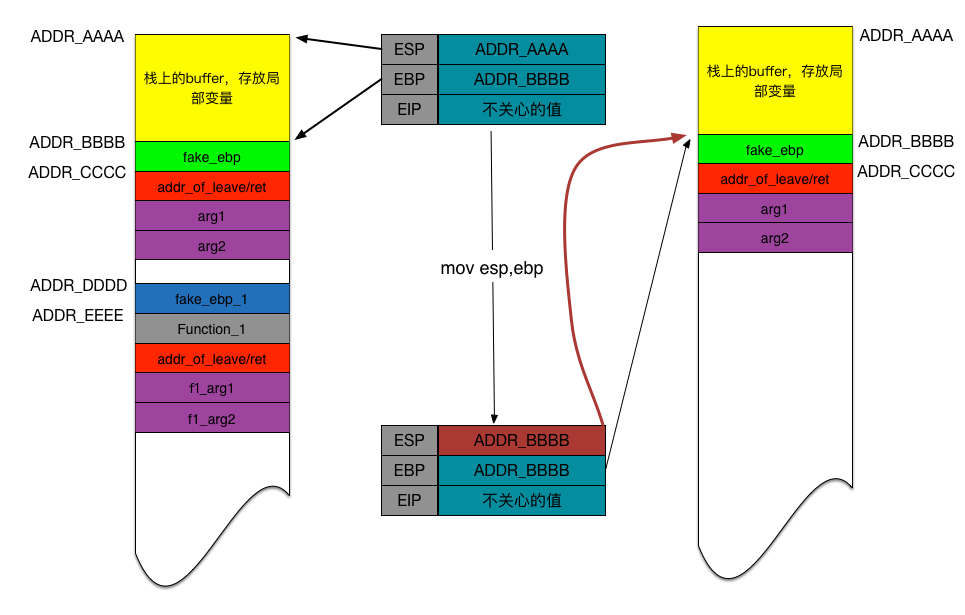 ADDR_AAAA
栈上的buffer，存放局
部变量
ADDR_BBBB
fake_ebp
ADDR_CCCC
addr_of_leave/ret
arg1
arg2
ADDR_DDDD
fake_ebp_1
ADDR_EEEE
Function_1
addr_of_leave/ret
f1_arg1
f1_arg2
ESP ADDR_AAAA
EBP ADDR_BBBB
EIP 不关心的值
mov esp,ebp
ESP ADDR_BBBB
EBP ADDR_BBBB
EIP 不关心的值
ADDR_AAAA
栈上的buffer，存放局
部变量
ADDR_BBBB
fake_ebp
ADDR_CCCC
addr_of_leave/ret
arg1
arg2